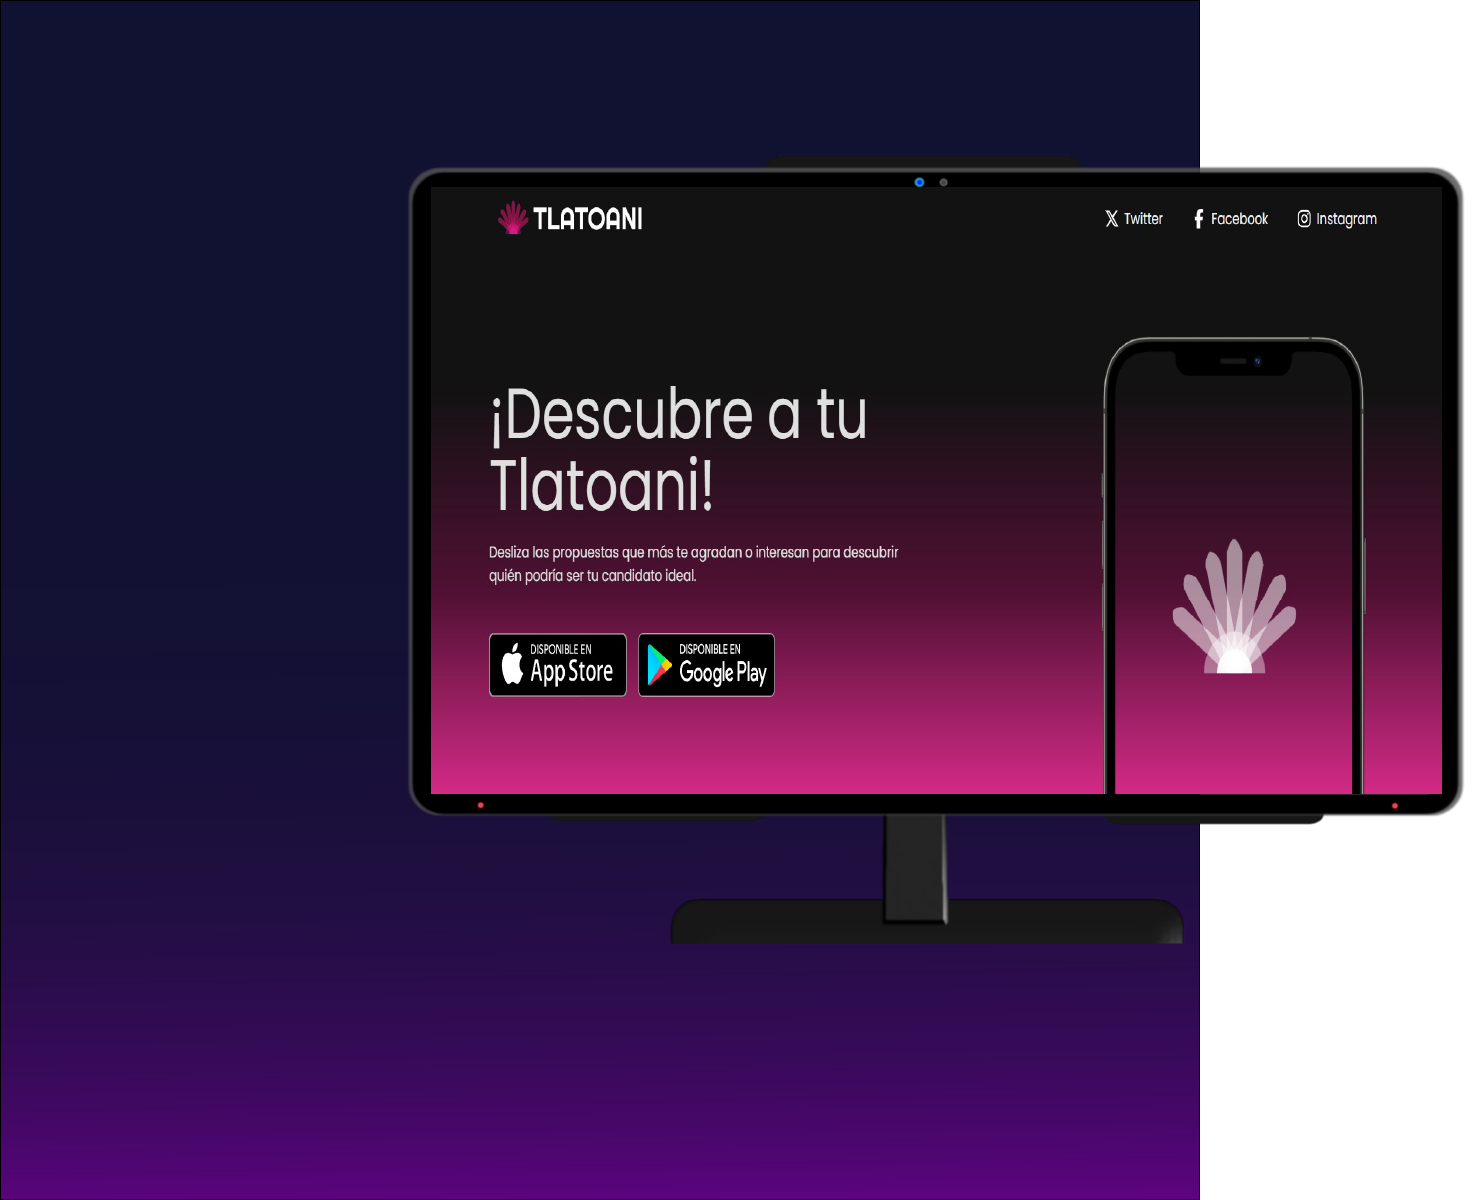 TLATOANI
Twitter
Facebook
Instagram
¡Descubre a tu
Tlatoani!
Desliza las propuestas que más te agradan o interesan para descubrir
quién podría ser tu candidato ideal.
DISPONIBLE EN
App Store
DISPONIBLE EN
Google Play